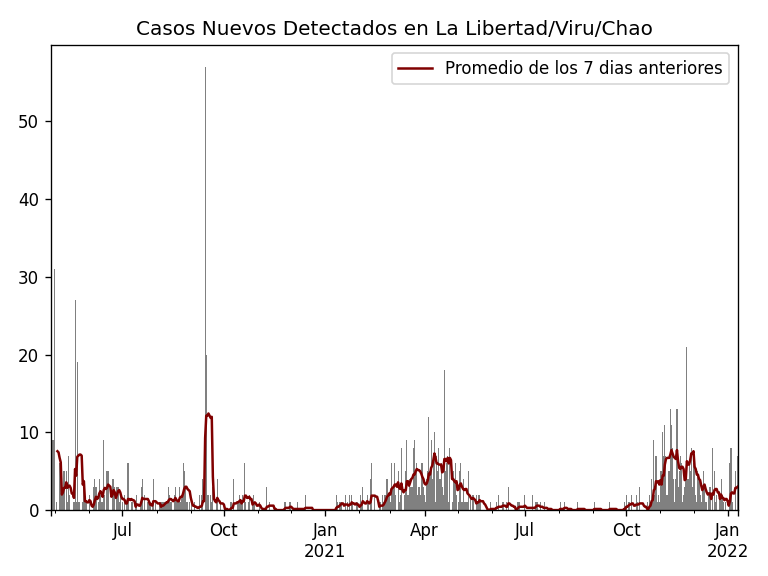 Casos Nuevos Detectados en La Libertad/Viru/Chao
Promedio de los 7 dias anteriores
50
40
30
20
10
0
Jul Oct Jan Apr Jul Oct Jan
2021 2022